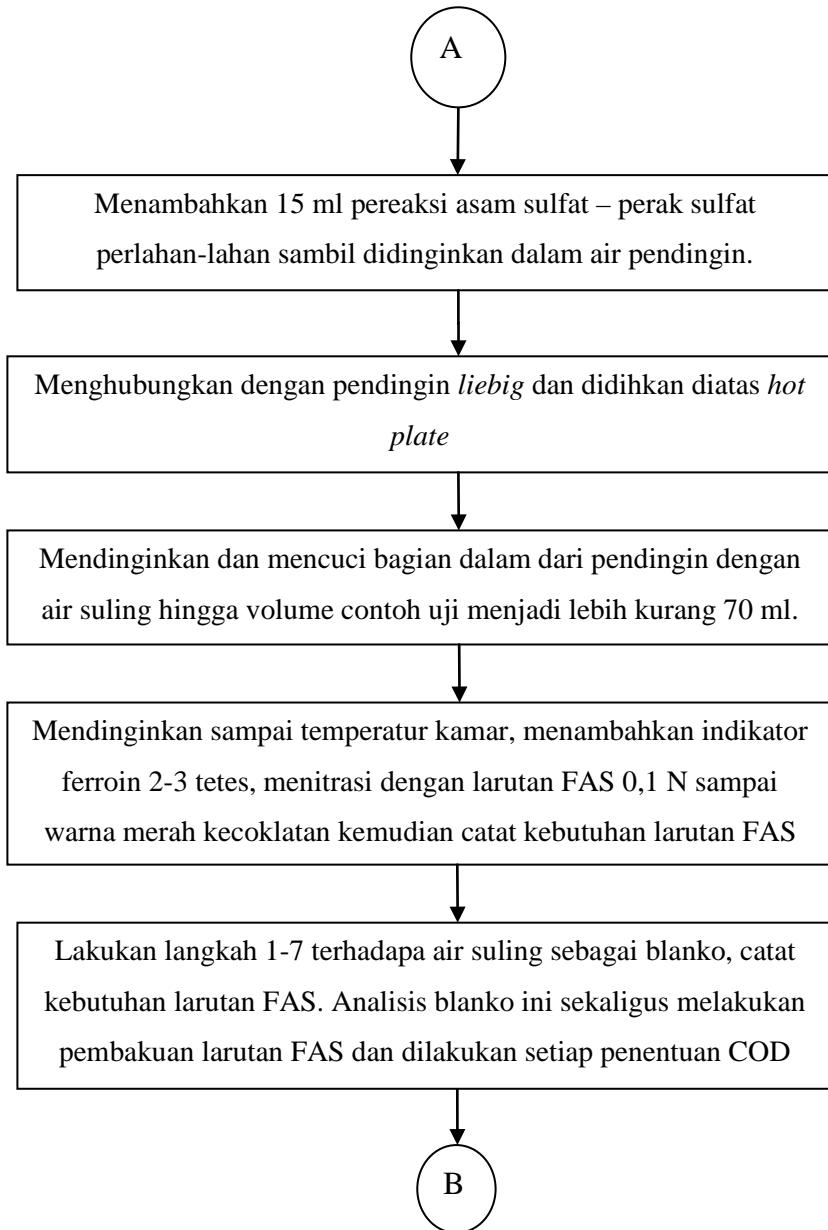 A
Menambahkan 15 ml pereaksi asam sulfat – perak sulfat
perlahan-lahan sambil didinginkan dalam air pendingin.
Menghubungkan dengan pendingin liebig dan didihkan diatas hot
plate
Mendinginkan dan mencuci bagian dalam dari pendingin dengan
air suling hingga volume contoh uji menjadi lebih kurang 70 ml.
Mendinginkan sampai temperatur kamar, menambahkan indikator
ferroin 2-3 tetes, menitrasi dengan larutan FAS 0,1 N sampai
warna merah kecoklatan kemudian catat kebutuhan larutan FAS
Lakukan langkah 1-7 terhadapa air suling sebagai blanko, catat
kebutuhan larutan FAS. Analisis blanko ini sekaligus melakukan
pembakuan larutan FAS dan dilakukan setiap penentuan COD
B